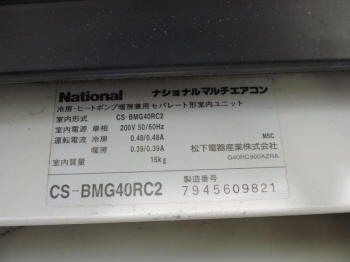 National ナショナルマルチエアコン
冷房・ヒートポンプ暖房兼用 セパレート形室内ユニット
室内形式 CS-BMG40RC2
室内電源 単相 200V 50/60Hz
運転電流 冷房 0.48/0.48A
暖房 0.39/0.39A
室内質量 16kg
MSC
松下電器産業株式会社
G40RC900AZRA
製造番号
CS-BMG40RC2 7945609821